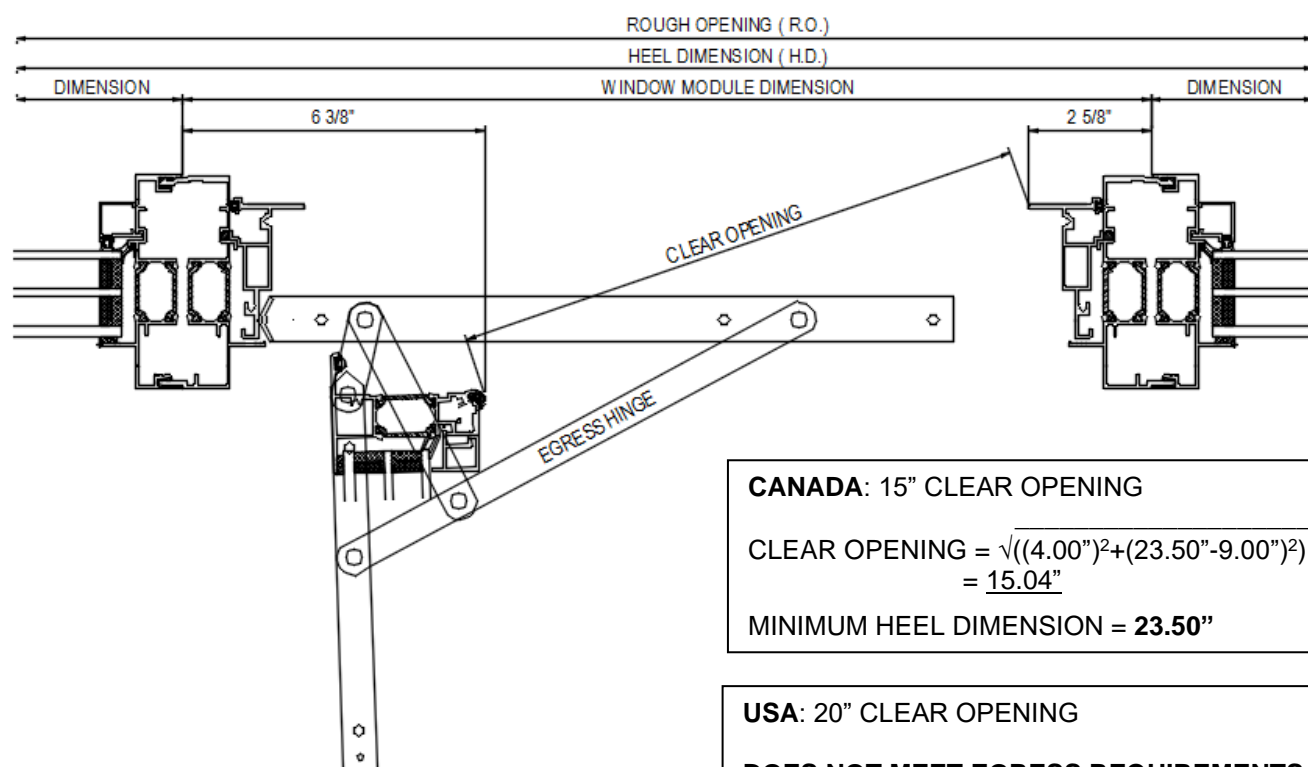 ROUGH OPENING ( R.O.)
HEEL DIMENSION ( H.D.)
DIMENSION
WINDOW MODULE DIMENSION
DIMENSION
6 3/8"
2 5/8"
CLEAR OPENING
EGRESS HINGE
CANADA: 15” CLEAR OPENING
CLEAR OPENING = √((4.00”)²+(23.50”-9.00”)²)
= 15.04”
MINIMUM HEEL DIMENSION = 23.50”
USA: 20” CLEAR OPENING
DOES NOT MEET EGRESS REQUIREMENTS